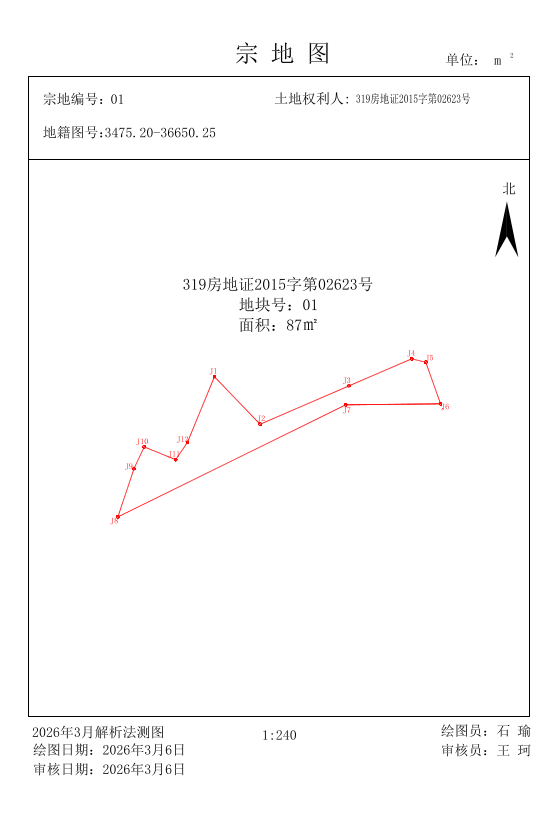 宗 地 图
单位: m ²
宗地编号: 01
土地权利人: 319房地证2015字第02623号
地籍图号:3475.20-36650.25
北
319房地证2015字第02623号
地块号: 01
面积: 87㎡
J1
J2
J3
J4
J5
J6
J7
J8
J9
J10
J11
J12
2026年3月解析法测图
绘图日期: 2026年3月6日
审核日期: 2026年3月6日
1:240
绘图员: 石 瑜
审核员: 王 珂